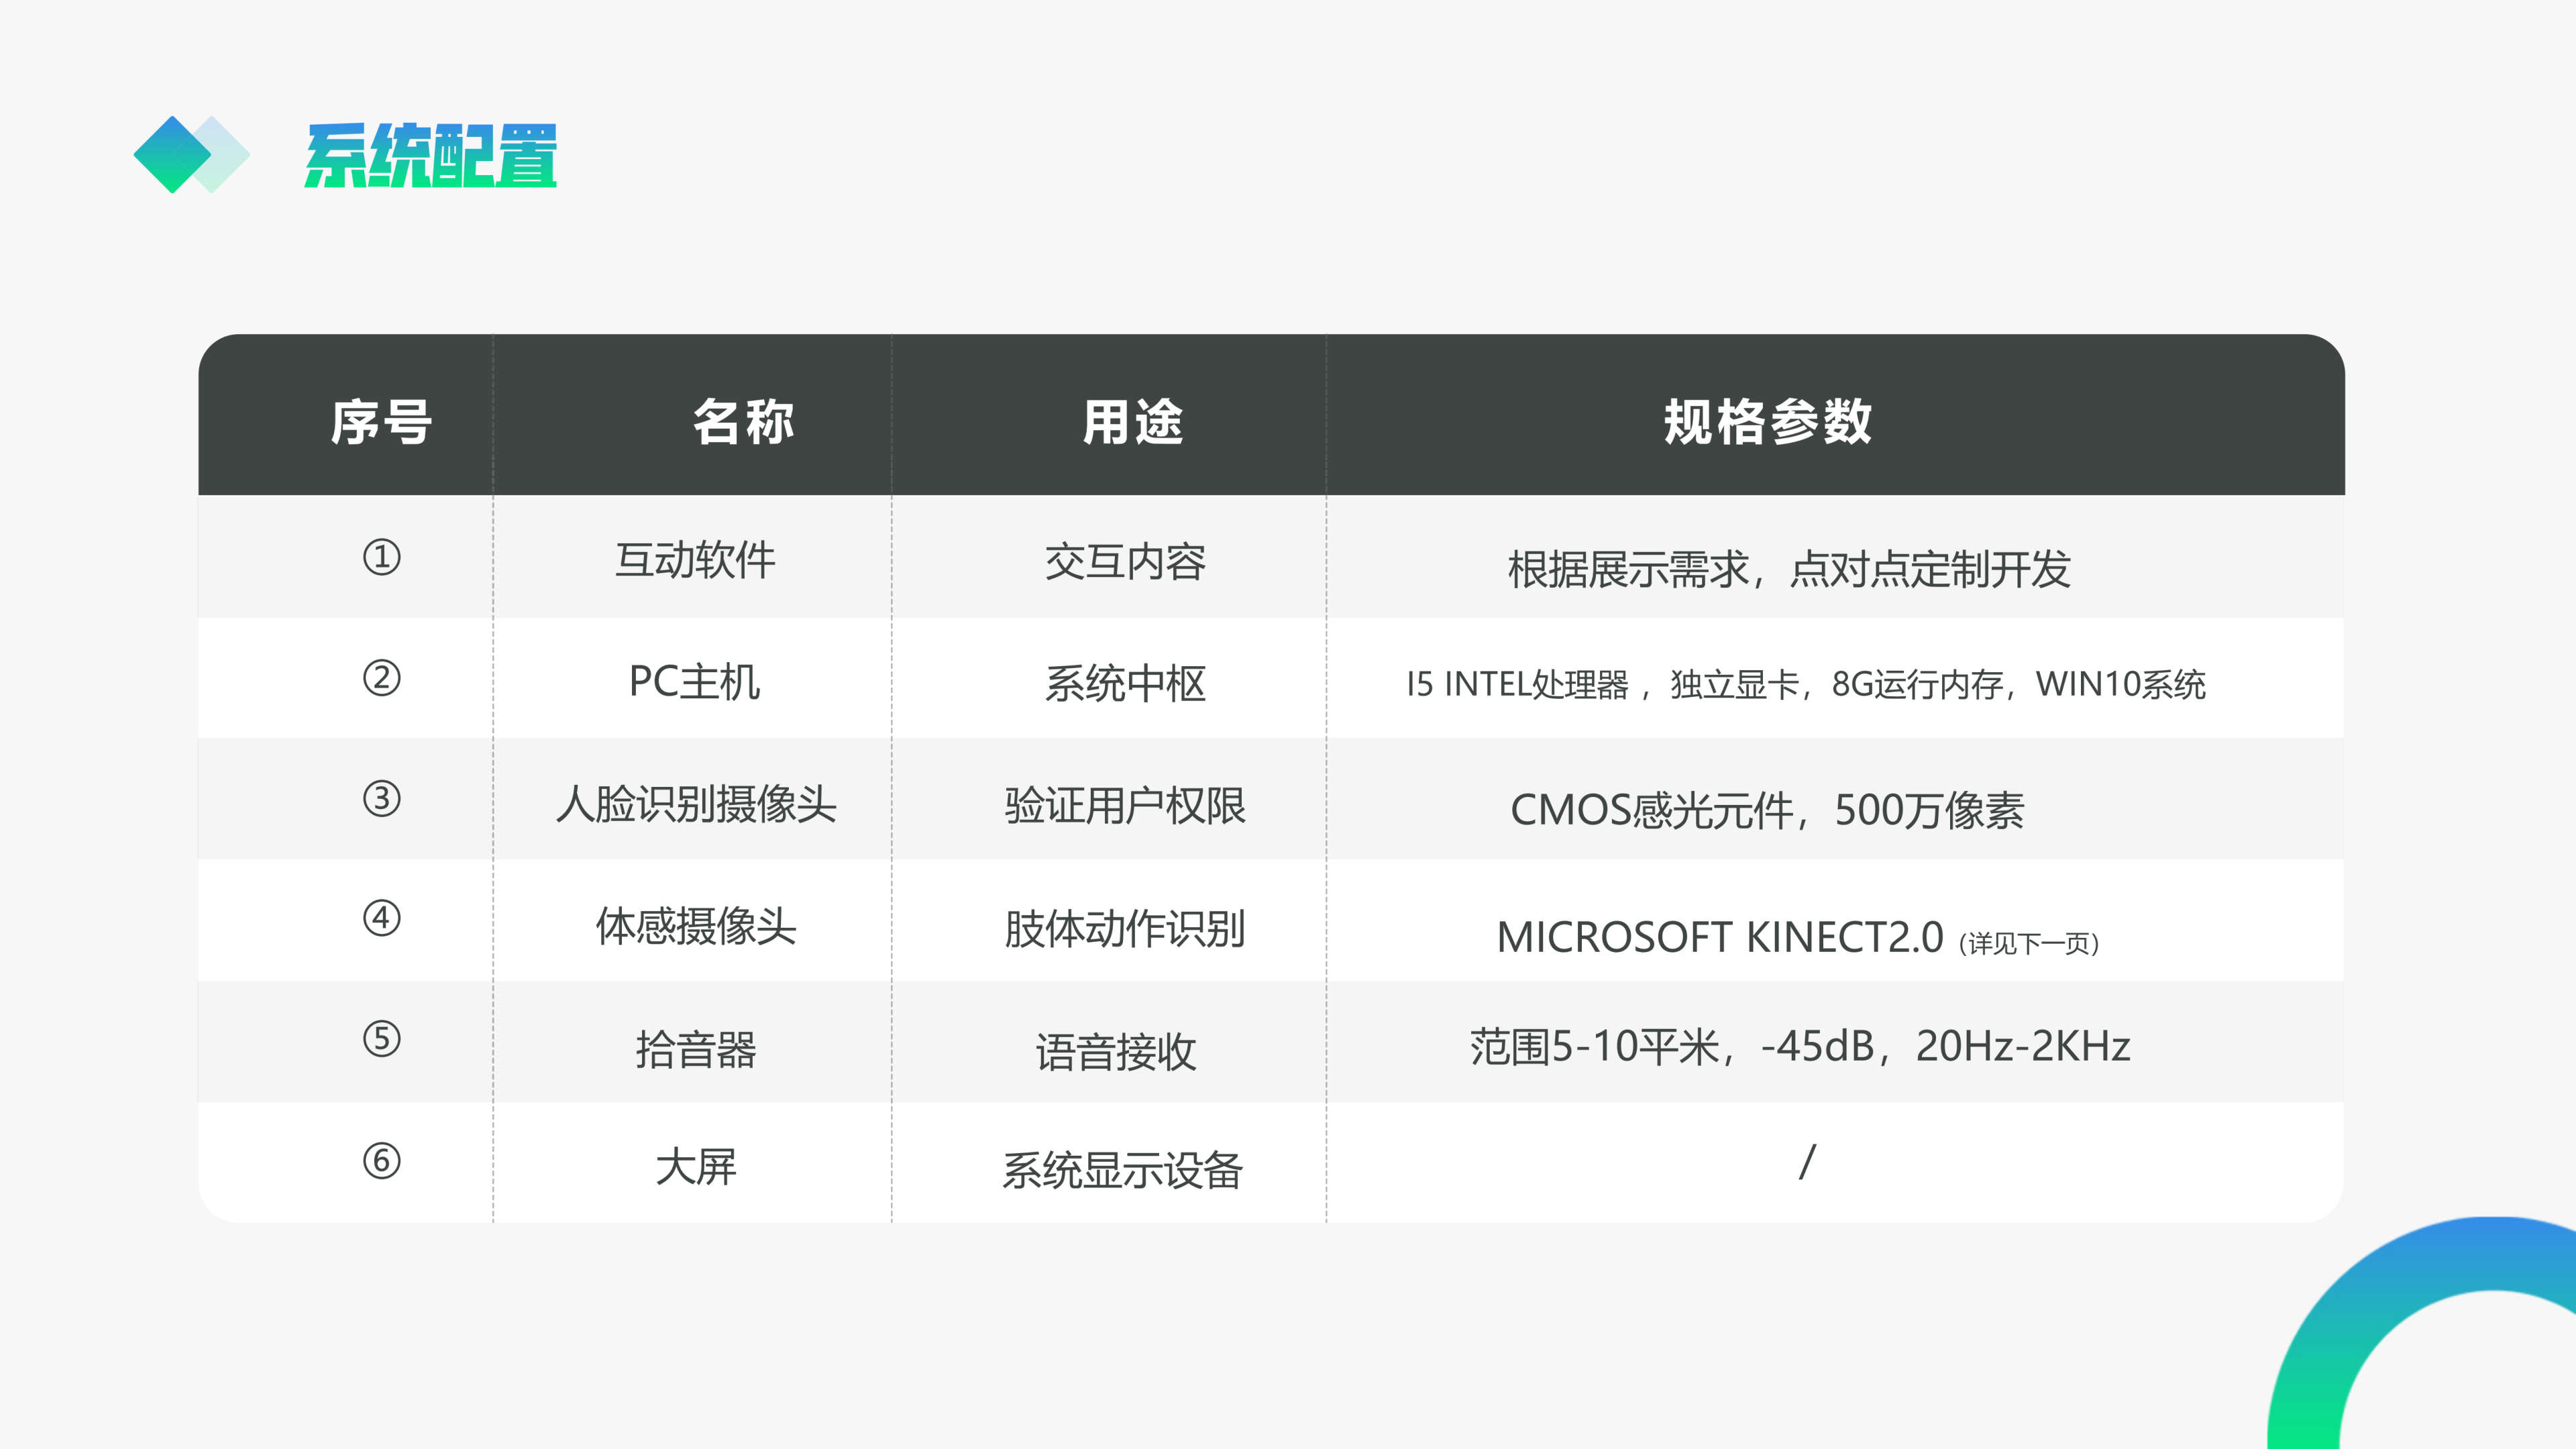 系统配置
序号 名称 用途 规格参数
① 互动软件 交互内容 根据展示需求，点对点定制开发
② PC主机 系统中枢 I5 INTEL处理器 ，独立显卡，8G运行内存，WIN10系统
③ 人脸识别摄像头 验证用户权限 CMOS感光元件，500万像素
④ 体感摄像头 肢体动作识别 MICROSOFT KINECT2.0（详见下一页）
⑤ 拾音器 语音接收 范围5-10平米，-45dB，20Hz-2KHz
⑥ 大屏 系统显示设备 /